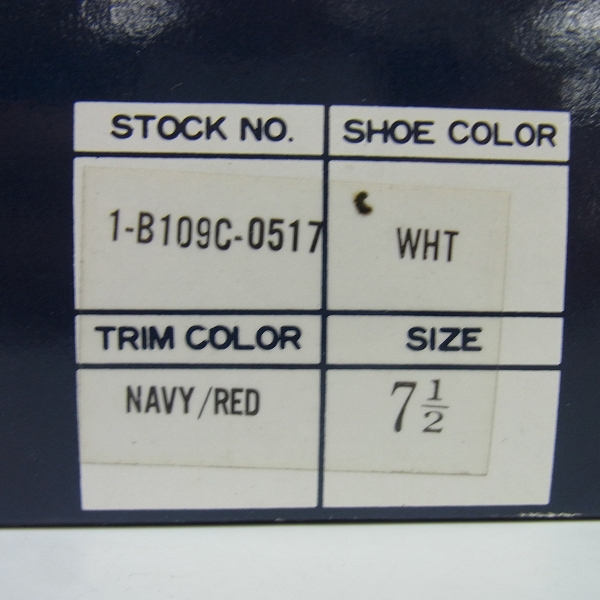 STOCK NO. SHOE COLOR
1-B109C-0517 WHT
TRIM COLOR SIZE
NAVY/RED 7 1/2